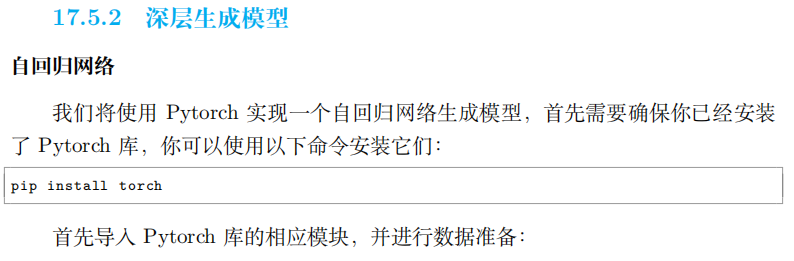 17.5.2 深层生成模型
自回归网络
我们将使用 Pytorch 实现一个自回归网络生成模型，首先需要确保你已经安装
了 Pytorch 库，你可以使用以下命令安装它们：
pip install torch
首先导入 Pytorch 库的相应模块，并进行数据准备：